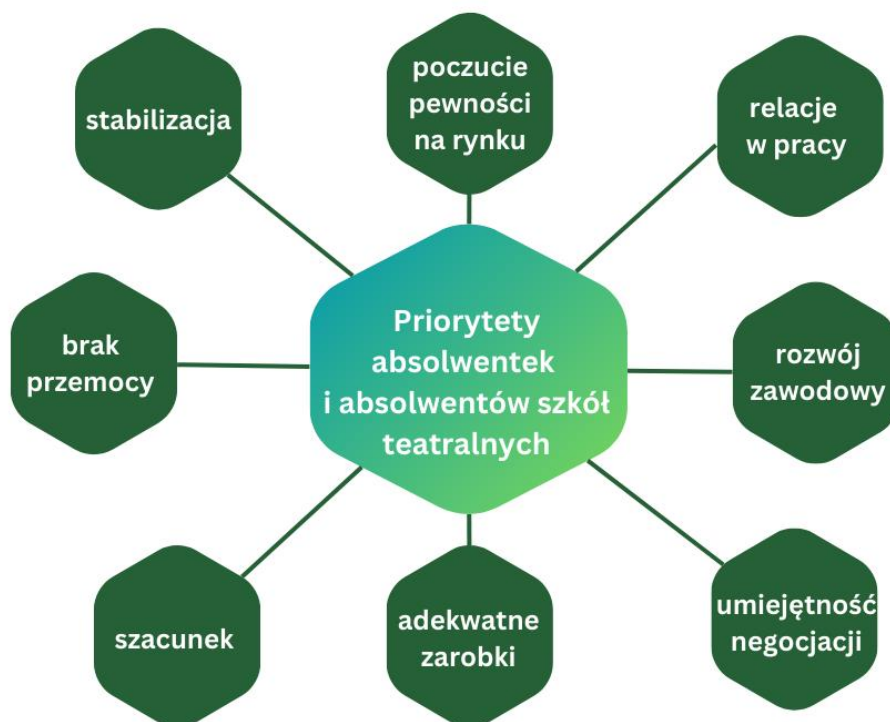 stabilizacja
poczucie
pewności
na rynku
relacje
w pracy
brak
przemocy
Priorytety
absolwentek
i absolwentów szkół
teatralnych
rozwój
zawodowy
szacunek
adekwatne
zarobki
umiejętność
negocjacji